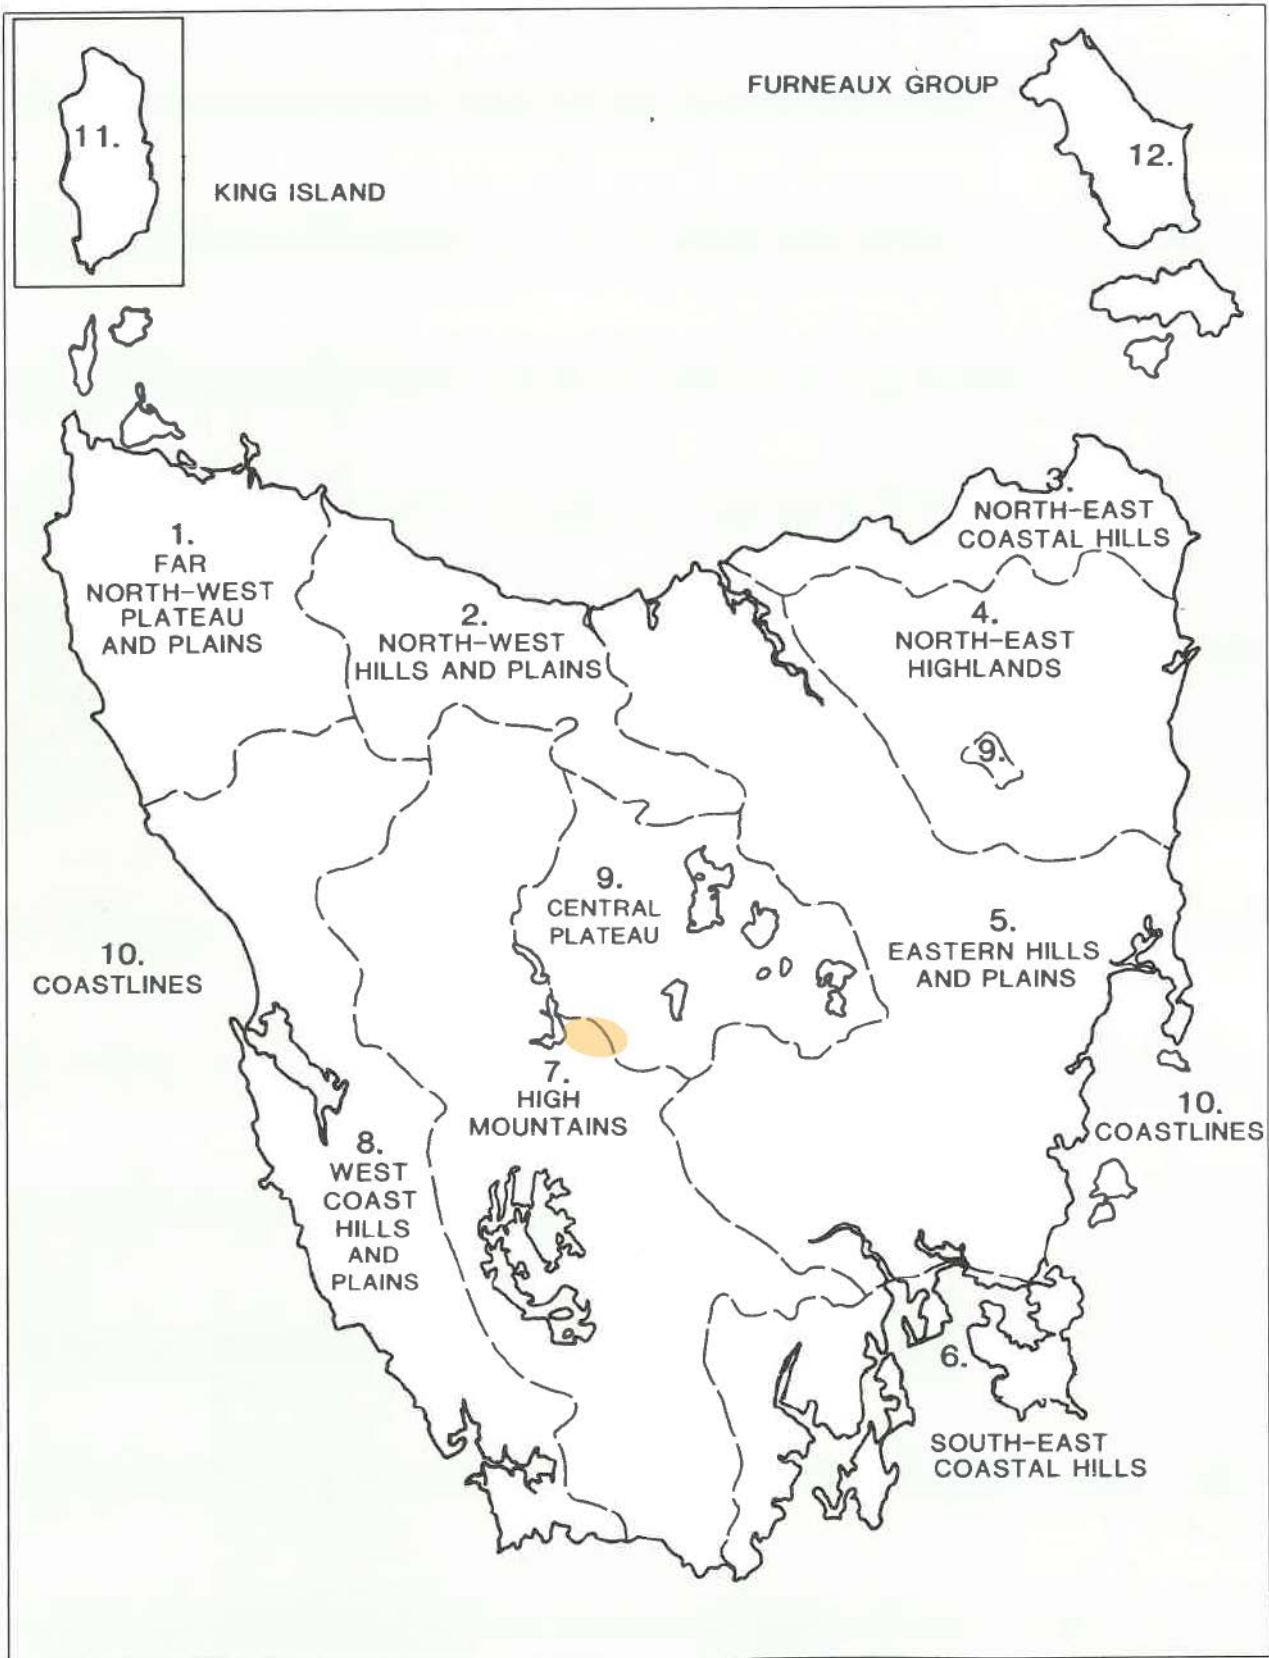 11.
KING ISLAND
FURNEAUX GROUP
12.
1.
FAR
NORTH-WEST
PLATEAU
AND PLAINS
2.
NORTH-WEST
HILLS AND PLAINS
3.
NORTH-EAST
COASTAL HILLS
4.
NORTH-EAST
HIGHLANDS
9.
9.
CENTRAL
PLATEAU
5.
EASTERN HILLS
AND PLAINS
10.
COASTLINES
7.
HIGH
MOUNTAINS
10.
COASTLINES
8.
WEST
COAST
HILLS
AND
PLAINS
6.
SOUTH-EAST
COASTAL HILLS